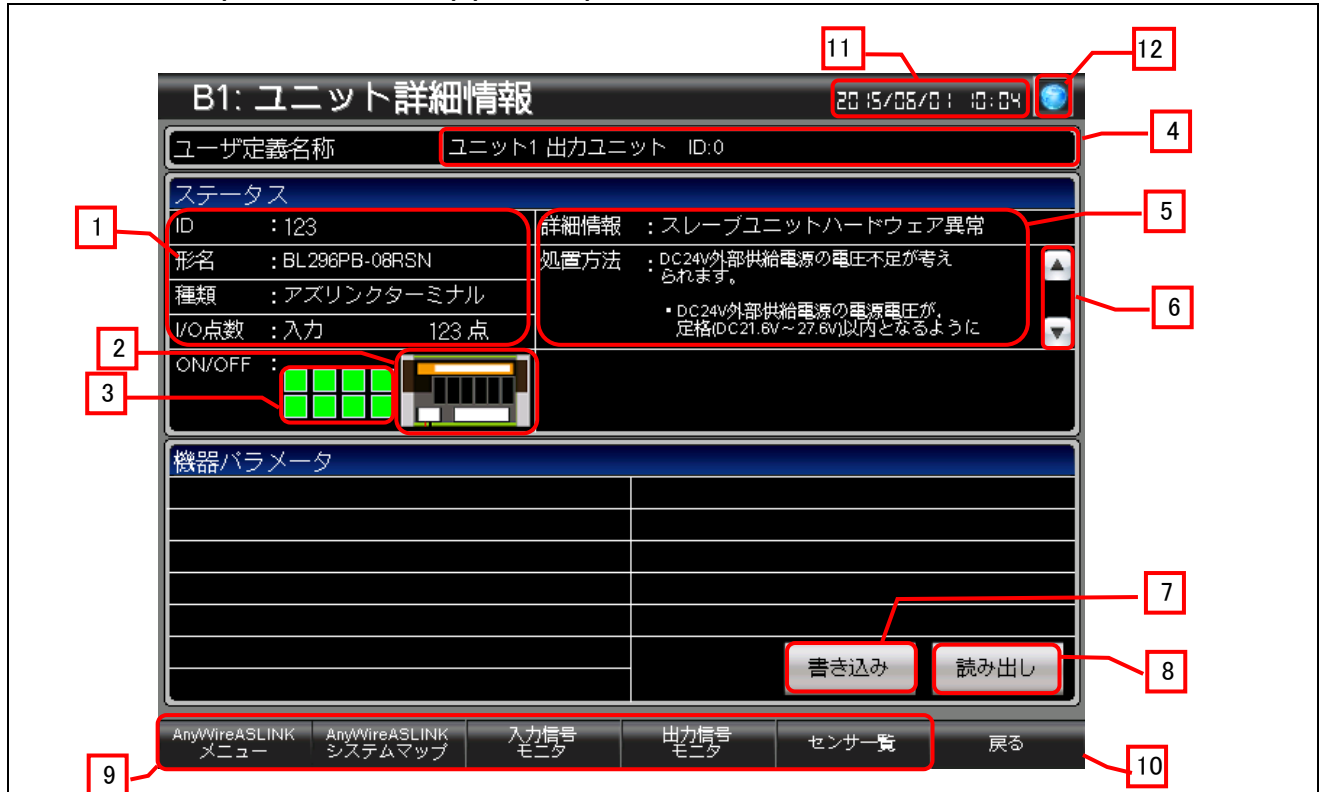 11
12
B1: ユニット詳細情報
2015/06/01 10:04
4
ユーザ定義名称
ユニット1 出力ユニット ID:0
ステータス
1
5
ID :123
詳細情報 :スレーブユニットハードウェア異常
形名 :BL296PB-08RSN
処置方法 :DC24V外部供給電源の電圧不足が考え
られます。
種類 :アズリンクターミナル
・DC24V外部供給電源の電源電圧が,
6
I/O点数 :入力 123 点
定格(DC21.6V~27.6V)以内となるように
2
ON/OFF :
3
機器パラメータ
7
書き込み
読み出し
8
AnyWireASLINK
メニュー
AnyWireASLINK
システムマップ
入力信号
モニタ
出力信号
モニタ
センサ一覧
戻る
9
10